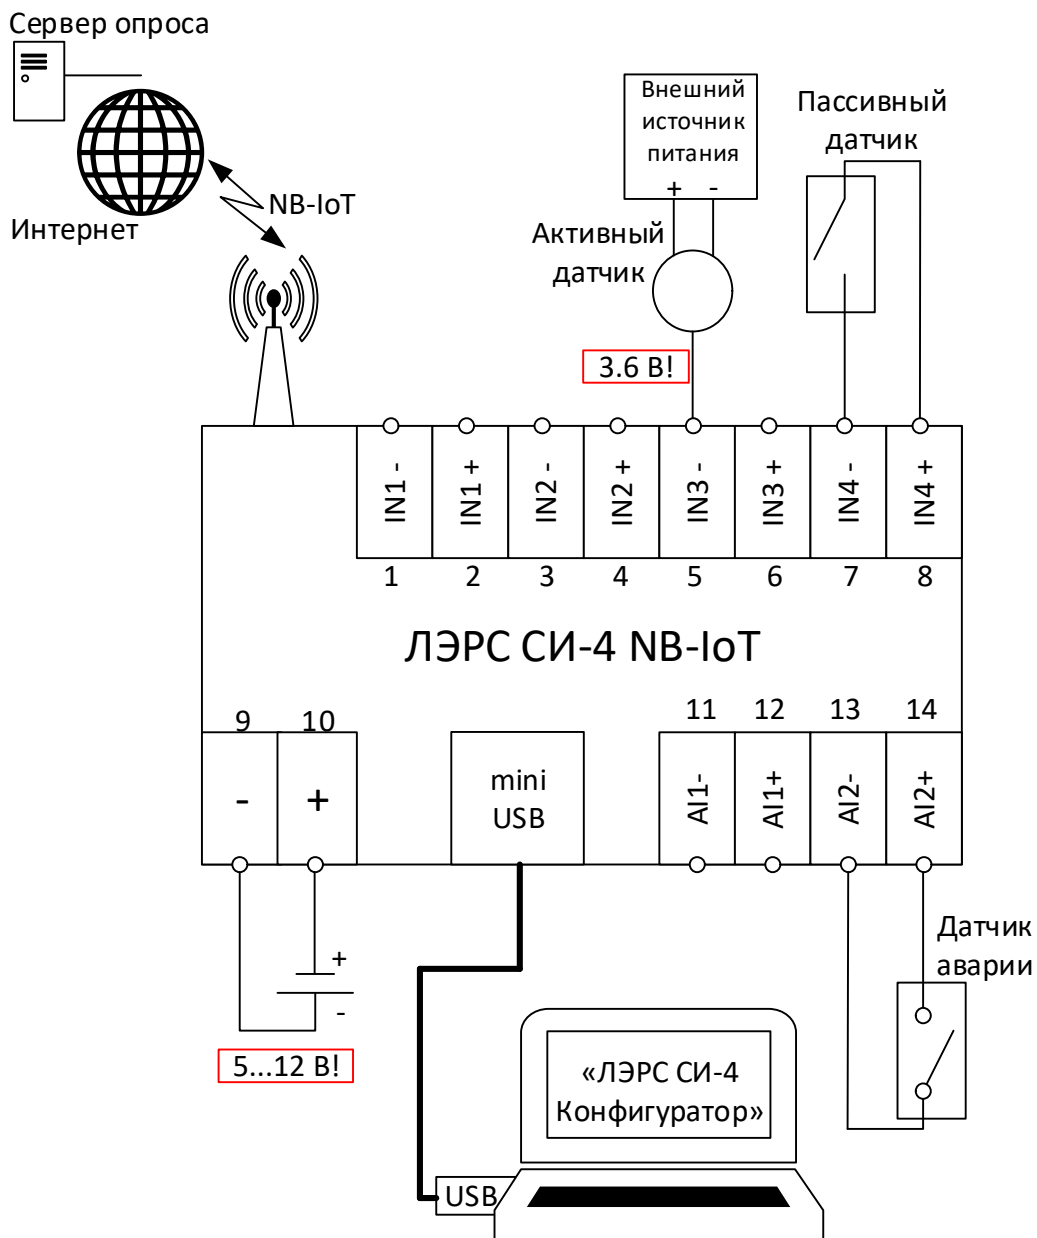 Сервер опроса
Интернет
NB-IoT
Внешний
источник
питания
+ -
Активный
датчик
3.6 В!
Пассивный
датчик
IN1 -
IN1 +
IN2 -
IN2 +
IN3 -
IN3 +
IN4 -
IN4 +
1 2 3 4 5 6 7 8
ЛЭРС СИ-4 NB-IoT
9 10
- +
mini
USB
11 12 13 14
AI1-
AI1+
AI2-
AI2+
+
-
5...12 В!
Датчик
аварии
«ЛЭРС СИ-4
Конфигуратор»
USB